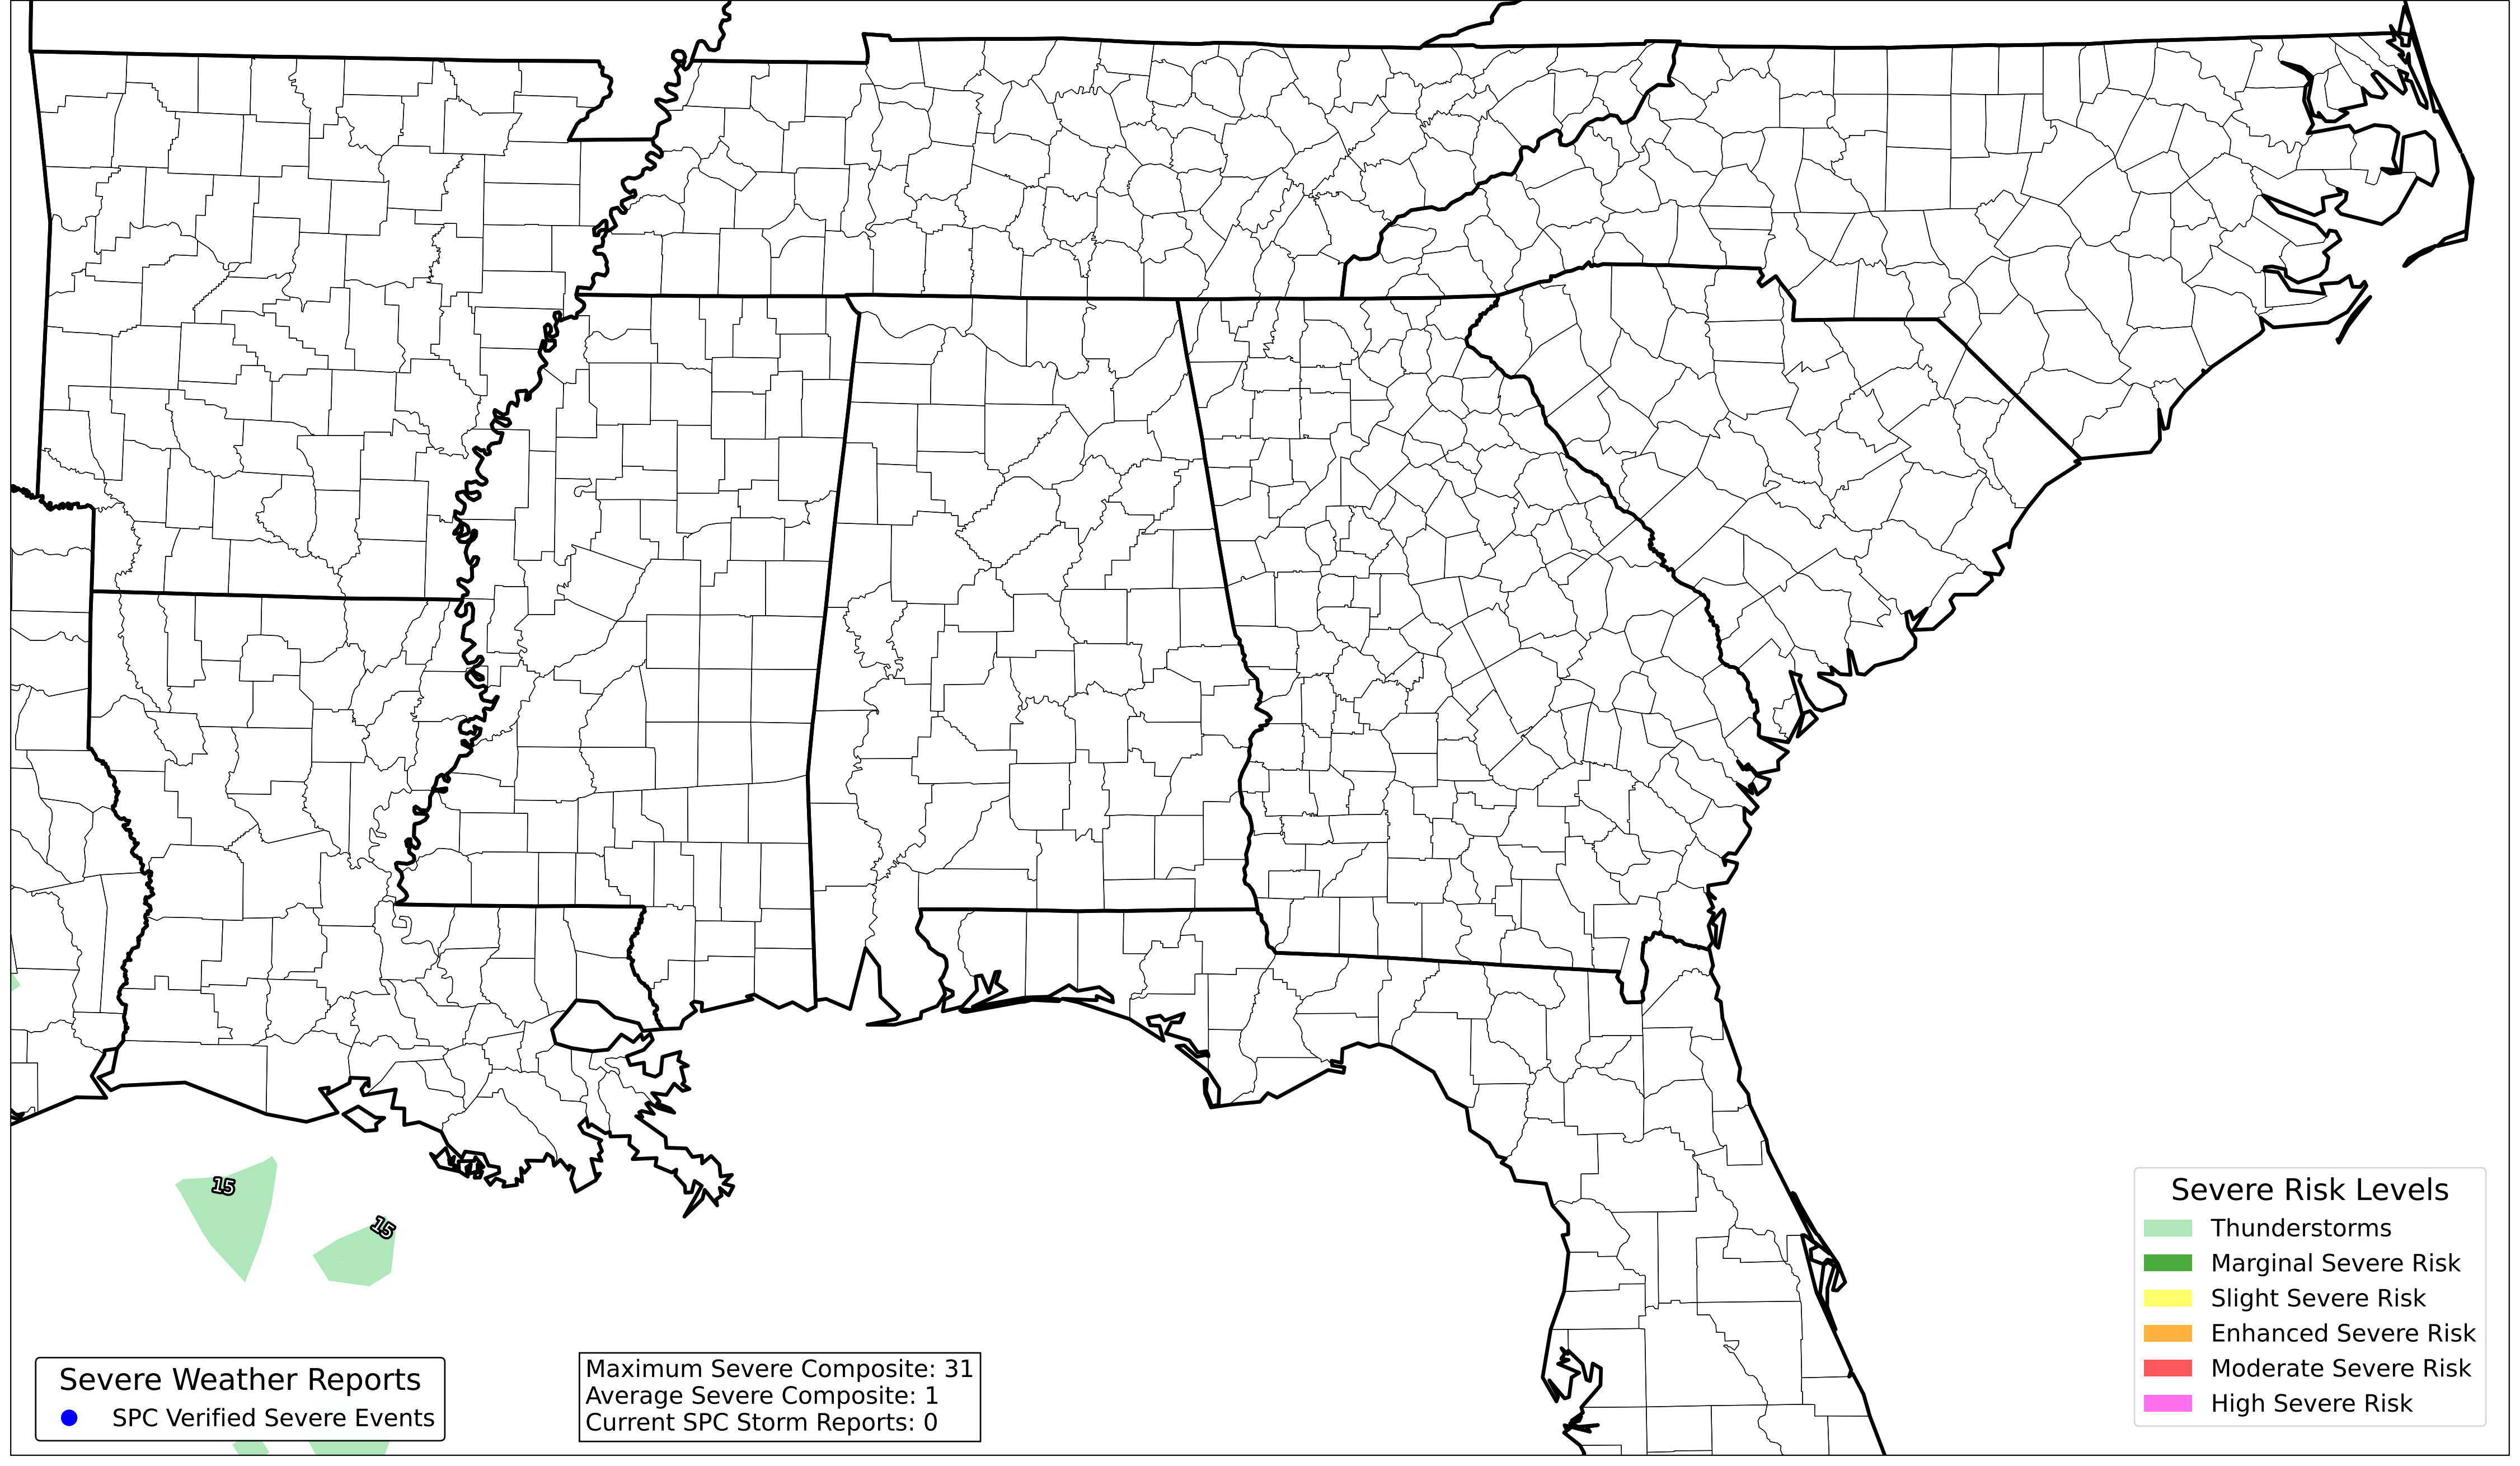 15
15
Severe Risk Levels
Thunderstorms
Marginal Severe Risk
Slight Severe Risk
Enhanced Severe Risk
Moderate Severe Risk
High Severe Risk
Severe Weather Reports
SPC Verified Severe Events
Maximum Severe Composite: 31
Average Severe Composite: 1
Current SPC Storm Reports: 0